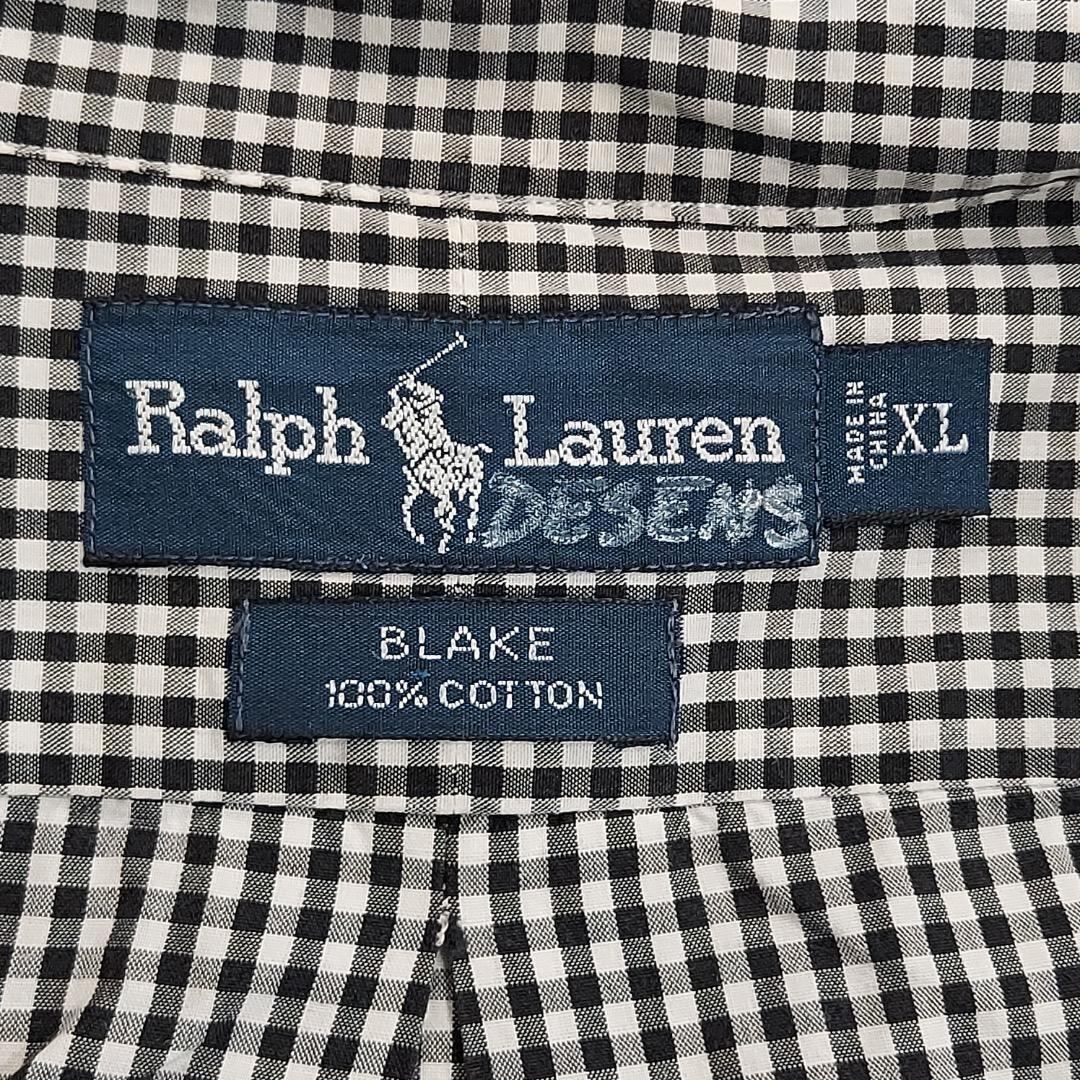 Ralph Lauren
DESENS
MADE IN
CHINA
XL
BLAKE
100% COTTON